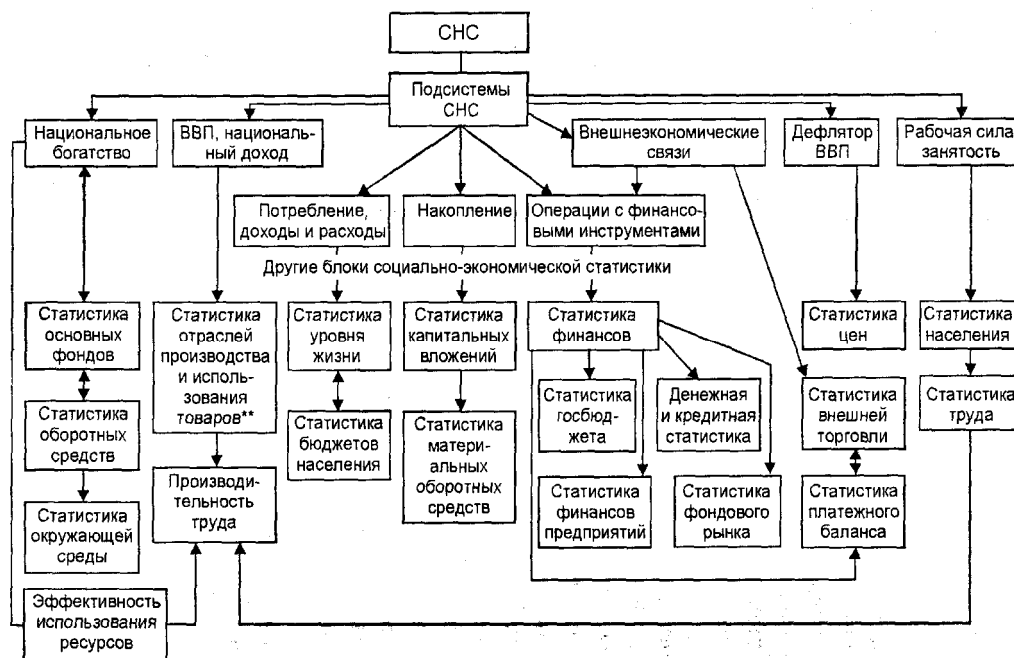 СНС
Подсистемы
СНС
Национальное
богатство
ВВП, националь-
ный доход
Внешнеэкономические
связи
Дефлятор
ВВП
Рабочая сила
занятость
Потребление,
доходы и расходы
Накопление
Операции с финансо-
выми инструментами
Другие блоки социально-экономической статистики
Статистика
основных
фондов
Статистика
отраслей
производства
и исполь-
зования
товаров**
Статистика
уровня
жизни
Статистика
капитальных
вложений
Статистика
финансов
Статистика
цен
Статистика
населения
Статистика
оборотных
средств
Статистика
бюджетов
населения
Статистика
матери-
альных
оборотных
средств
Статистика
госбюд-
жета
Денежная
и кредитная
статистика
Статистика
внешней
торговли
Статистика
труда
Статистика
окружающей
среды
Производи-
тельность
труда
Статистика
финансов
предприятий
Статистика
фондового
рынка
Статистика
платежного
баланса
Эффективность
использования
ресурсов